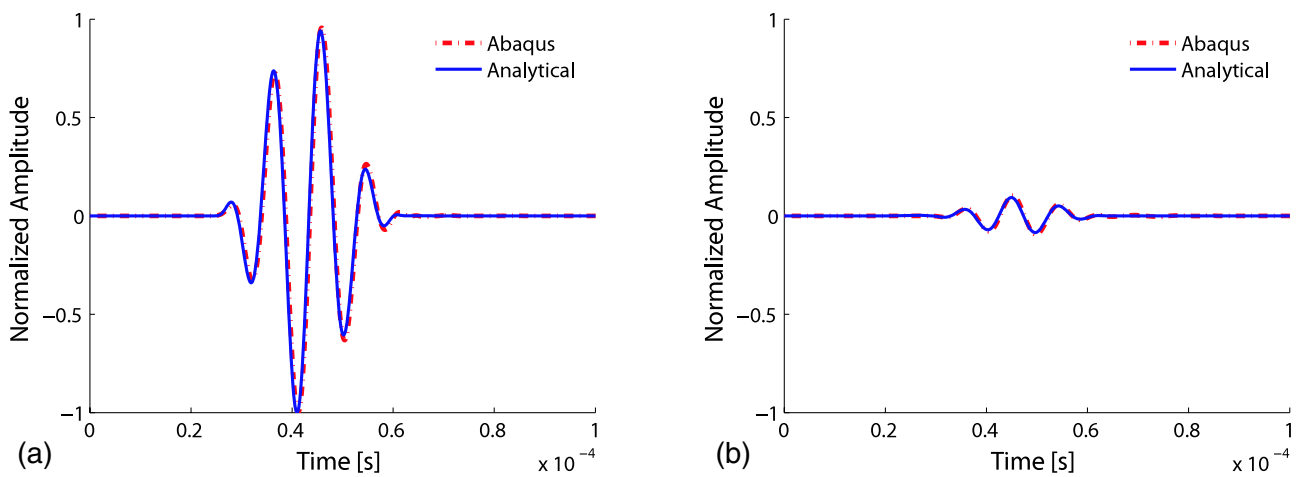 1
Abaqus
Analytical
0.5
0
−0.5
−1
Normalized Amplitude
0 0.2 0.4 0.6 0.8 1
Time [s]
x 10⁻⁴
(a)
1
Abaqus
Analytical
0.5
0
−0.5
−1
Normalized Amplitude
0 0.2 0.4 0.6 0.8 1
Time [s]
x 10⁻⁴
(b)